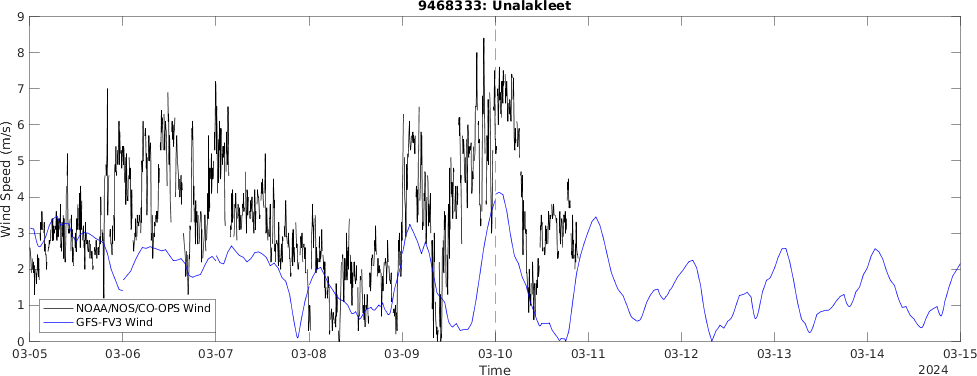 9468333: Unalakleet
9
8
7
6
5
4
3
2
1
0
Wind Speed (m/s)
NOAA/NOS/CO-OPS Wind
GFS-FV3 Wind
03-05 03-06 03-07 03-08 03-09 03-10 03-11 03-12 03-13 03-14 03-15
Time
2024